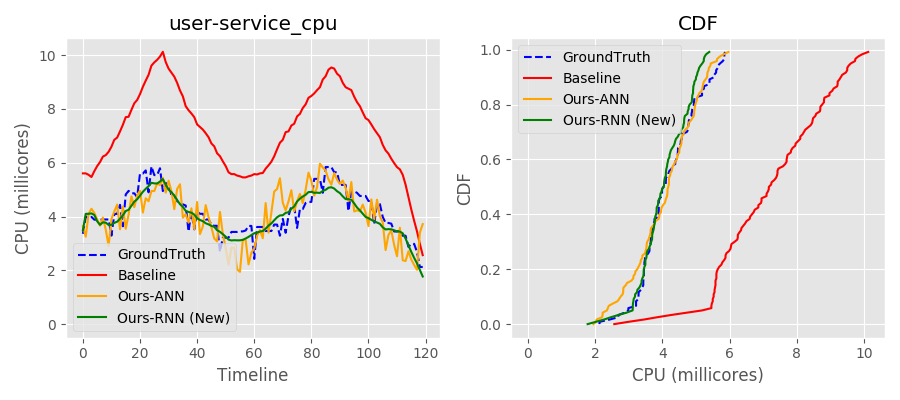 user-service_cpu
CPU (millicores)
10
8
6
4
2
0
GroundTruth
Baseline
Ours-ANN
Ours-RNN (New)
0
20
40
60
80
100
120
Timeline
CDF
CDF
1.0
0.8
0.6
0.4
0.2
0.0
GroundTruth
Baseline
Ours-ANN
Ours-RNN (New)
0
2
4
6
8
10
CPU (millicores)